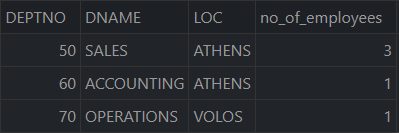 DEPTNO DNAME LOC no_of_employees
50 SALES ATHENS 3
60 ACCOUNTING ATHENS 1
70 OPERATIONS VOLOS 1